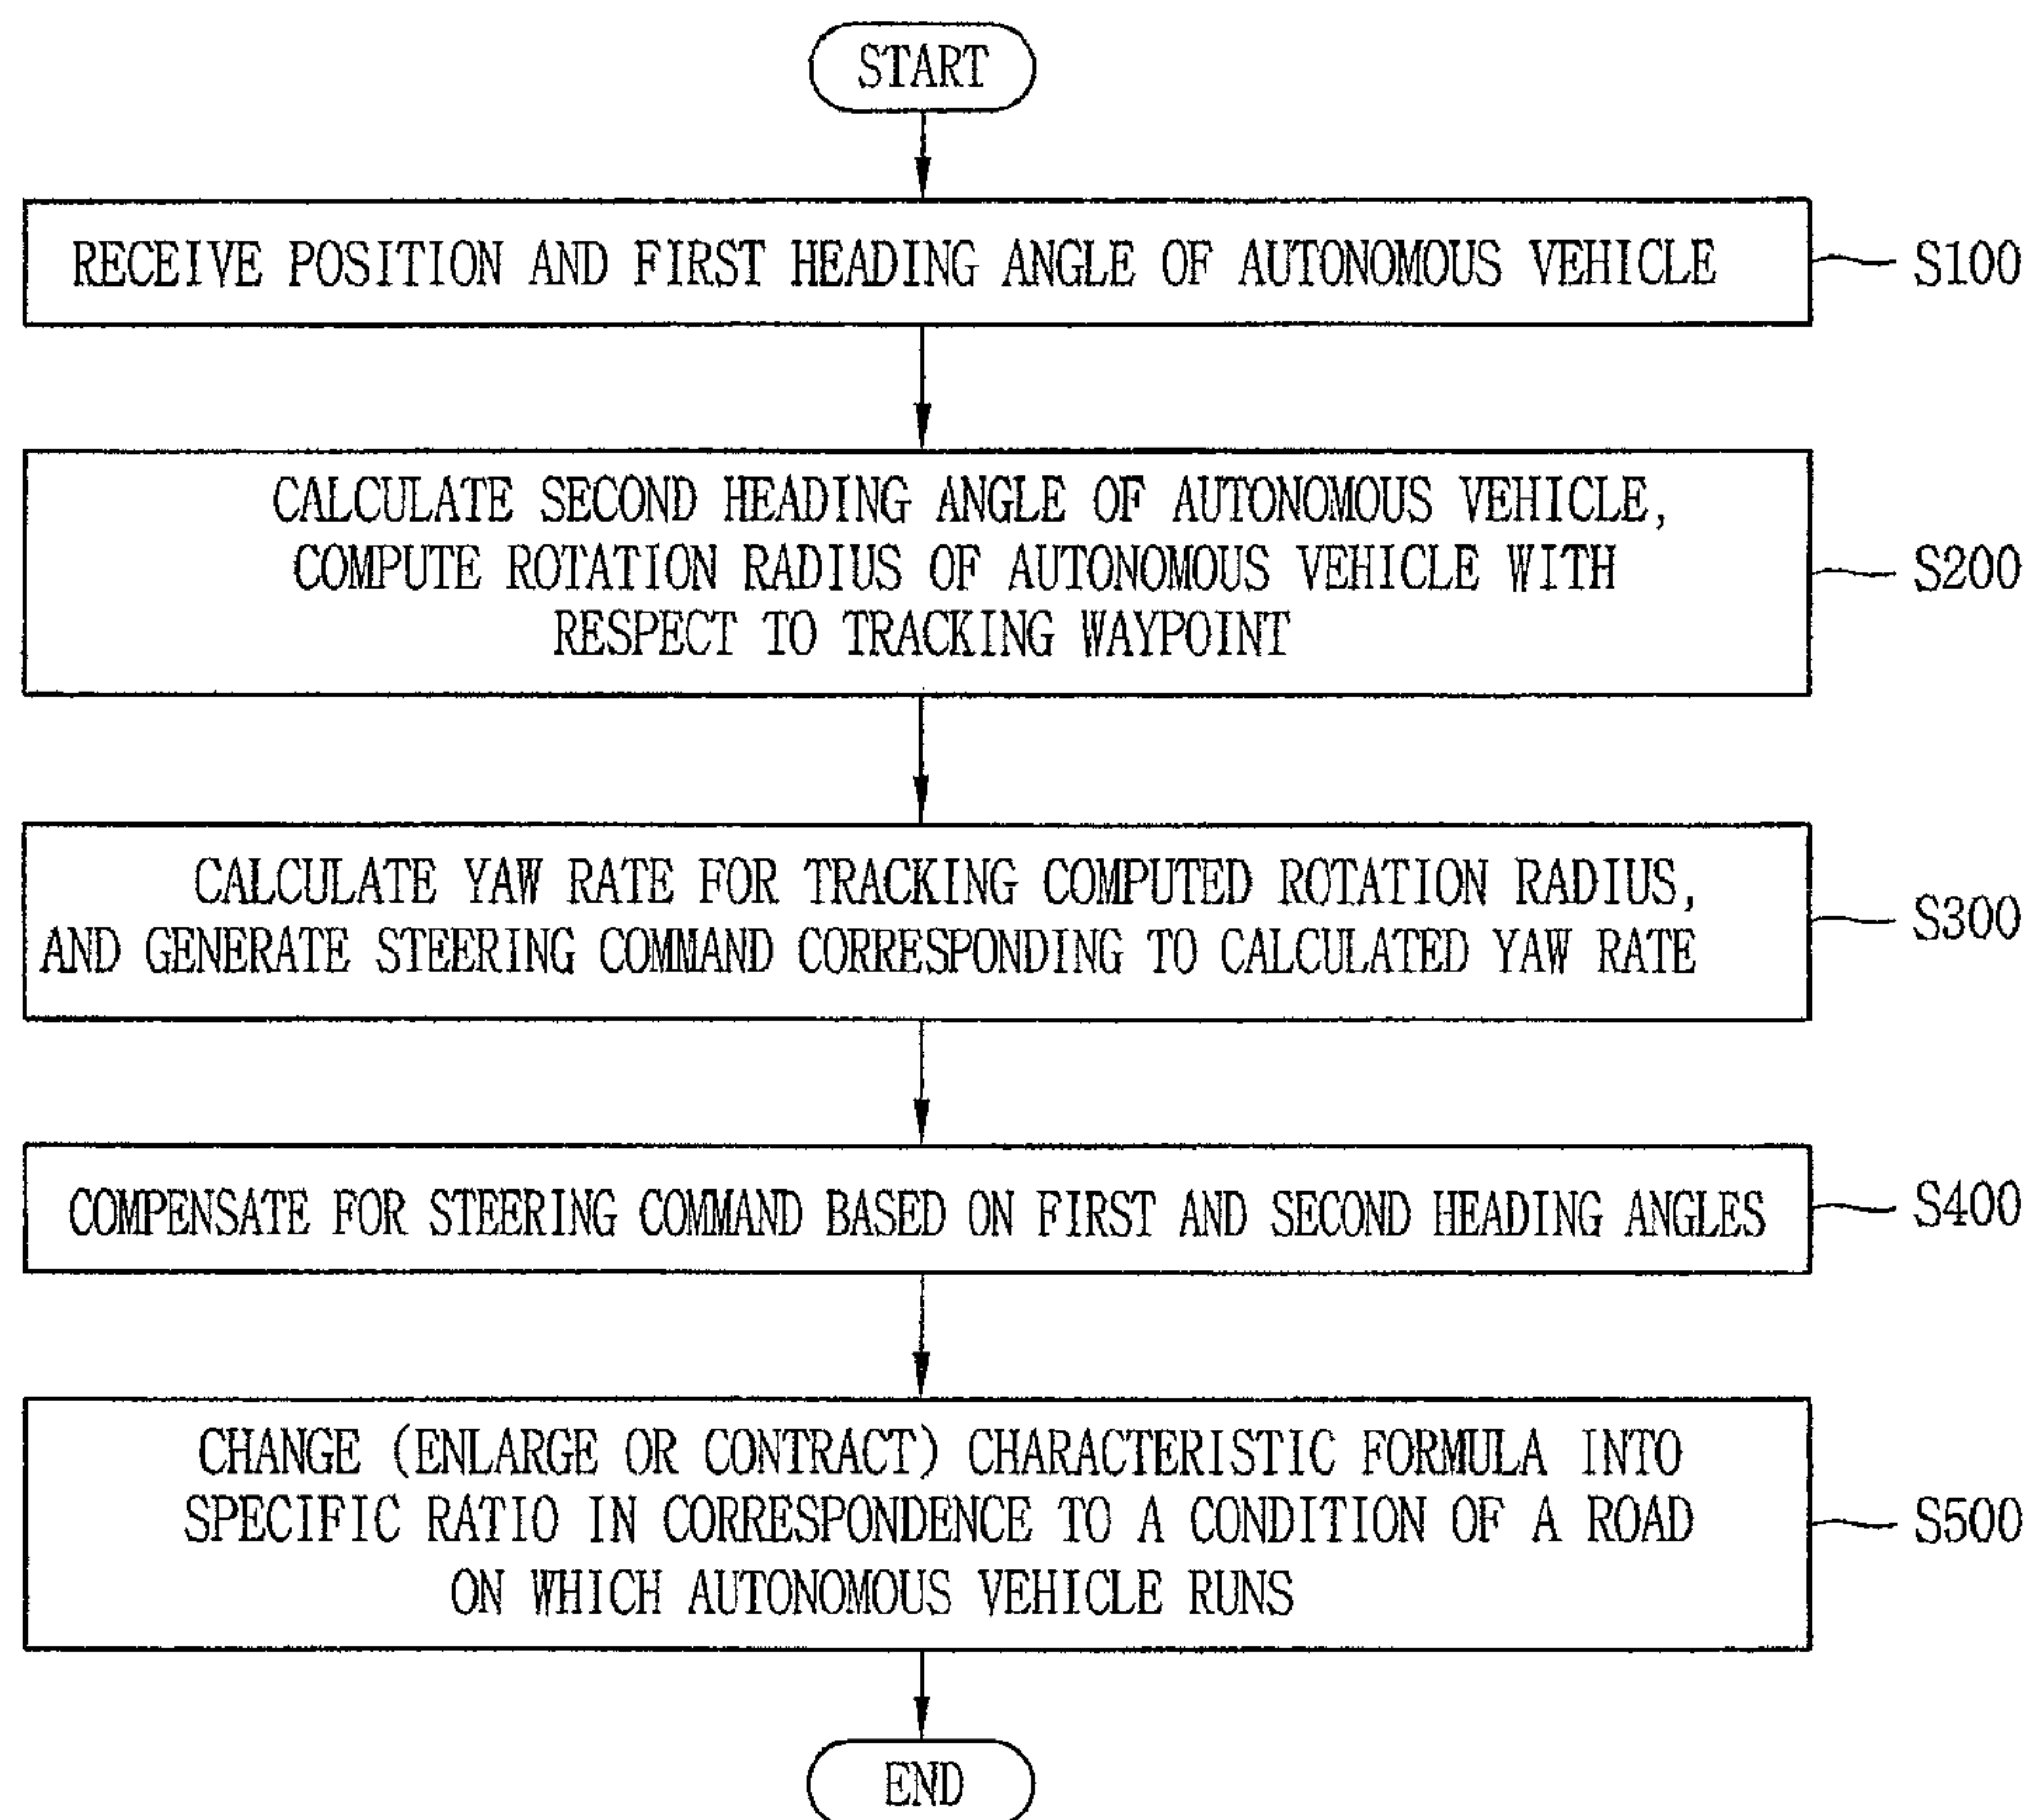 START
RECEIVE POSITION AND FIRST HEADING ANGLE OF AUTONOMOUS VEHICLE
S100
CALCULATE SECOND HEADING ANGLE OF AUTONOMOUS VEHICLE,
COMPUTE ROTATION RADIUS OF AUTONOMOUS VEHICLE WITH
RESPECT TO TRACKING WAYPOINT
S200
CALCULATE YAW RATE FOR TRACKING COMPUTED ROTATION RADIUS,
AND GENERATE STEERING COMMAND CORRESPONDING TO CALCULATED YAW RATE
S300
COMPENSATE FOR STEERING COMMAND BASED ON FIRST AND SECOND HEADING ANGLES
S400
CHANGE (ENLARGE OR CONTRACT) CHARACTERISTIC FORMULA INTO
SPECIFIC RATIO IN CORRESPONDENCE TO A CONDITION OF A ROAD
ON WHICH AUTONOMOUS VEHICLE RUNS
S500
END